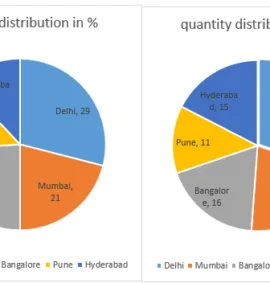 distribution in %
Delhi, 29
Mumbai,
21
Bangalore Pune Hyderabad
quantity distribu
Hyderaba
d, 15
Pune, 11
Bangalor
e, 16
Delhi Mumbai Bangalo